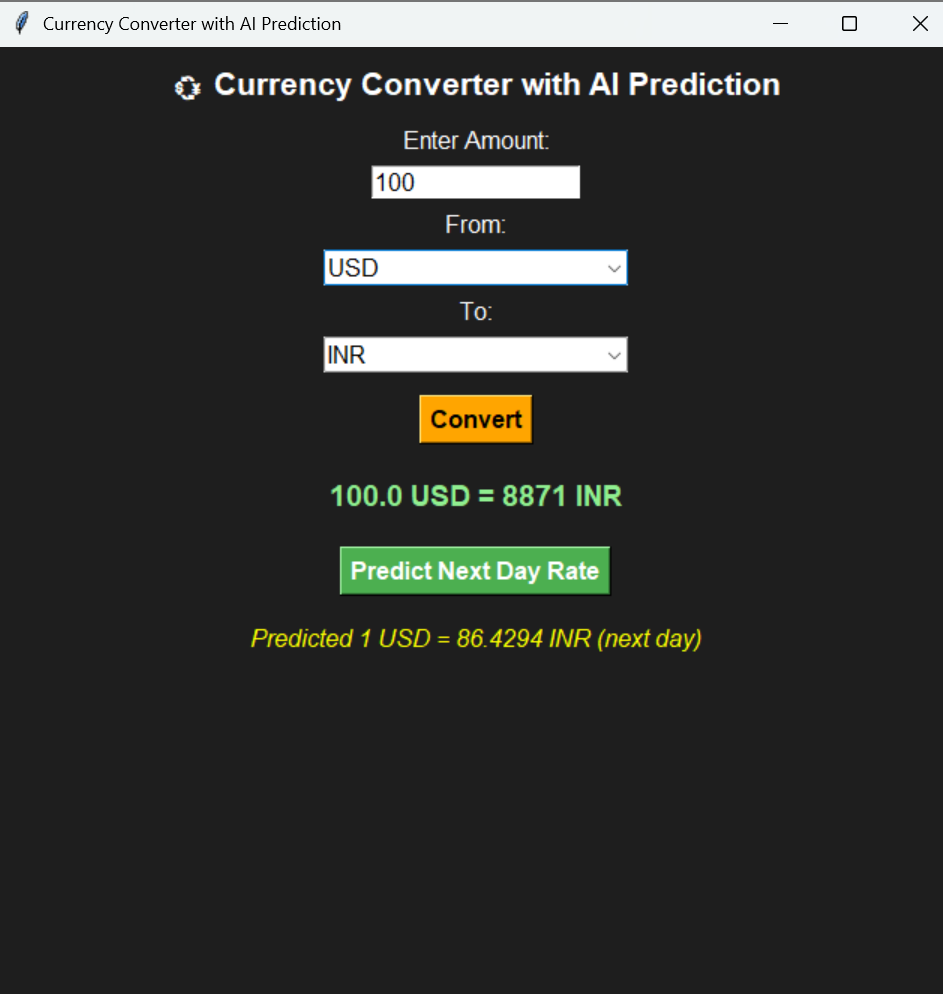 Currency Converter with AI Prediction
💱 Currency Converter with AI Prediction
Enter Amount:
100
From:
USD
To:
INR
Convert
100.0 USD = 8871 INR
Predict Next Day Rate
Predicted 1 USD = 86.4294 INR (next day)